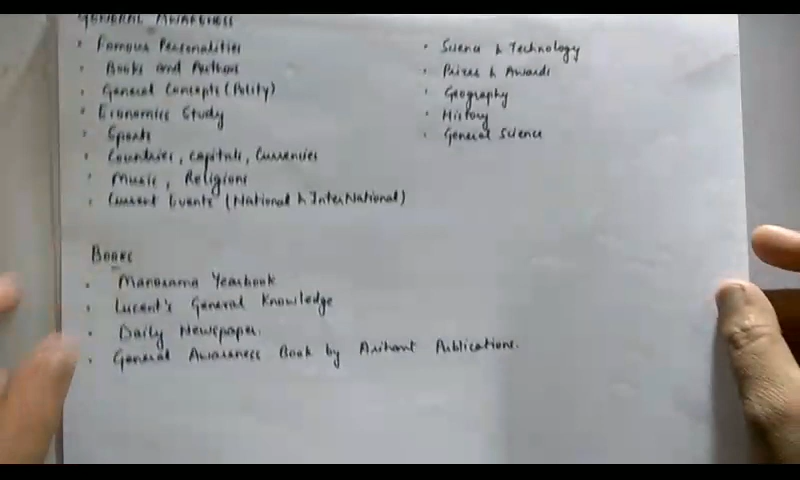 GENERAL AWARENESS
• Famous Personalities
• Books and Authors
• General Concepts (Polity)
• Economics Study
• Sports
• Countries, Capitals, Currencies
• Music, Religions
• Current Events (National & InterNational)
• Science & Technology
• Prizes & Awards
• Geography
• History
• General Science
Books
• Manorama Yearbook
• Lucent's General Knowledge
• Daily Newspaper.
• General Awareness Book by Arihant Publications.